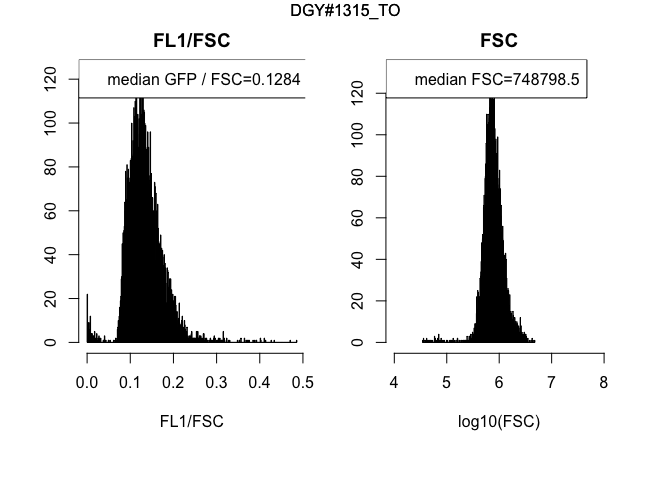 DGY#1315_TO
FL1/FSC
median GFP / FSC=0.1284
120
100
80
60
40
20
0
0.0 0.1 0.2 0.3 0.4 0.5
FL1/FSC
FSC
median FSC=748798.5
120
100
80
60
40
20
0
4 5 6 7 8
log10(FSC)